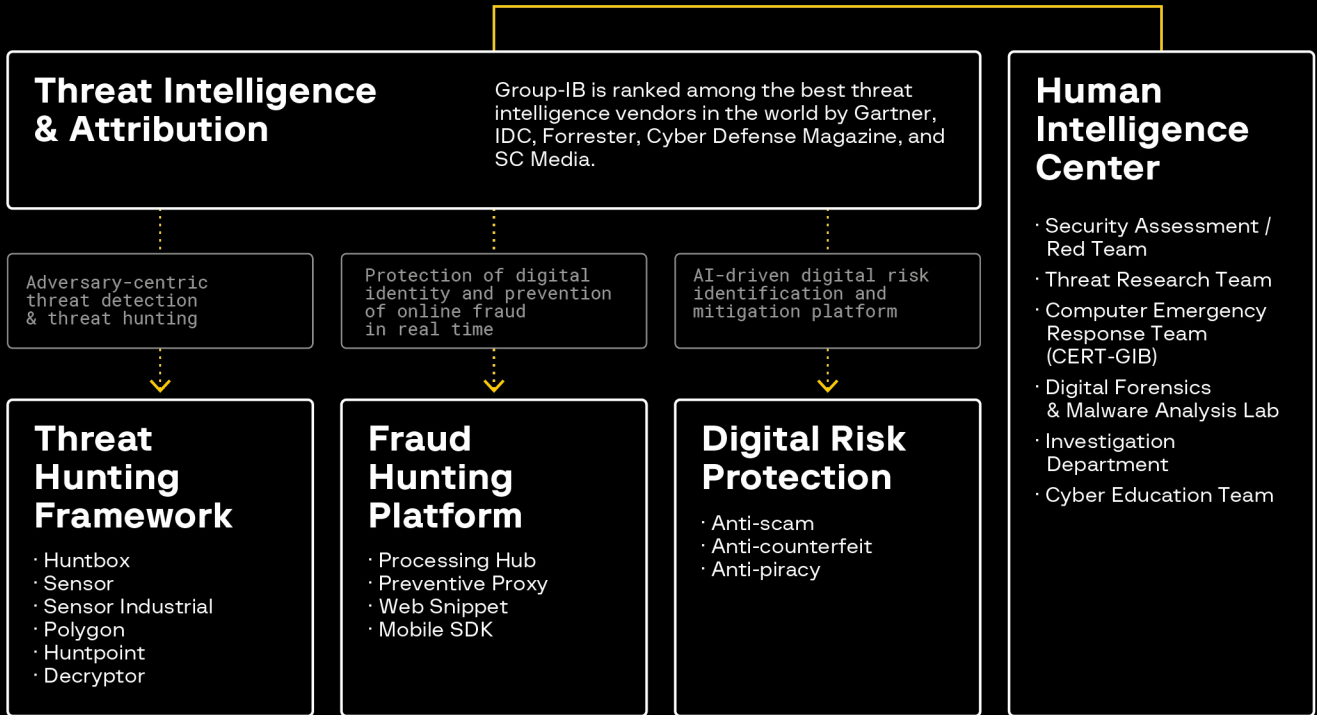 Threat Intelligence
& Attribution
Group-IB is ranked among the best threat
intelligence vendors in the world by Gartner,
IDC, Forrester, Cyber Defense Magazine, and
SC Media.
Adversary-centric
threat detection
& threat hunting
Protection of digital
identity and prevention
of online fraud
in real time
AI-driven digital risk
identification and
mitigation platform
Threat
Hunting
Framework
· Huntbox
· Sensor
· Sensor Industrial
· Polygon
· Huntpoint
· Decryptor
Fraud
Hunting
Platform
· Processing Hub
· Preventive Proxy
· Web Snippet
· Mobile SDK
Digital Risk
Protection
· Anti-scam
· Anti-counterfeit
· Anti-piracy
Human
Intelligence
Center
· Security Assessment /
Red Team
· Threat Research Team
· Computer Emergency
Response Team
(CERT-GIB)
· Digital Forensics
& Malware Analysis Lab
· Investigation
Department
· Cyber Education Team